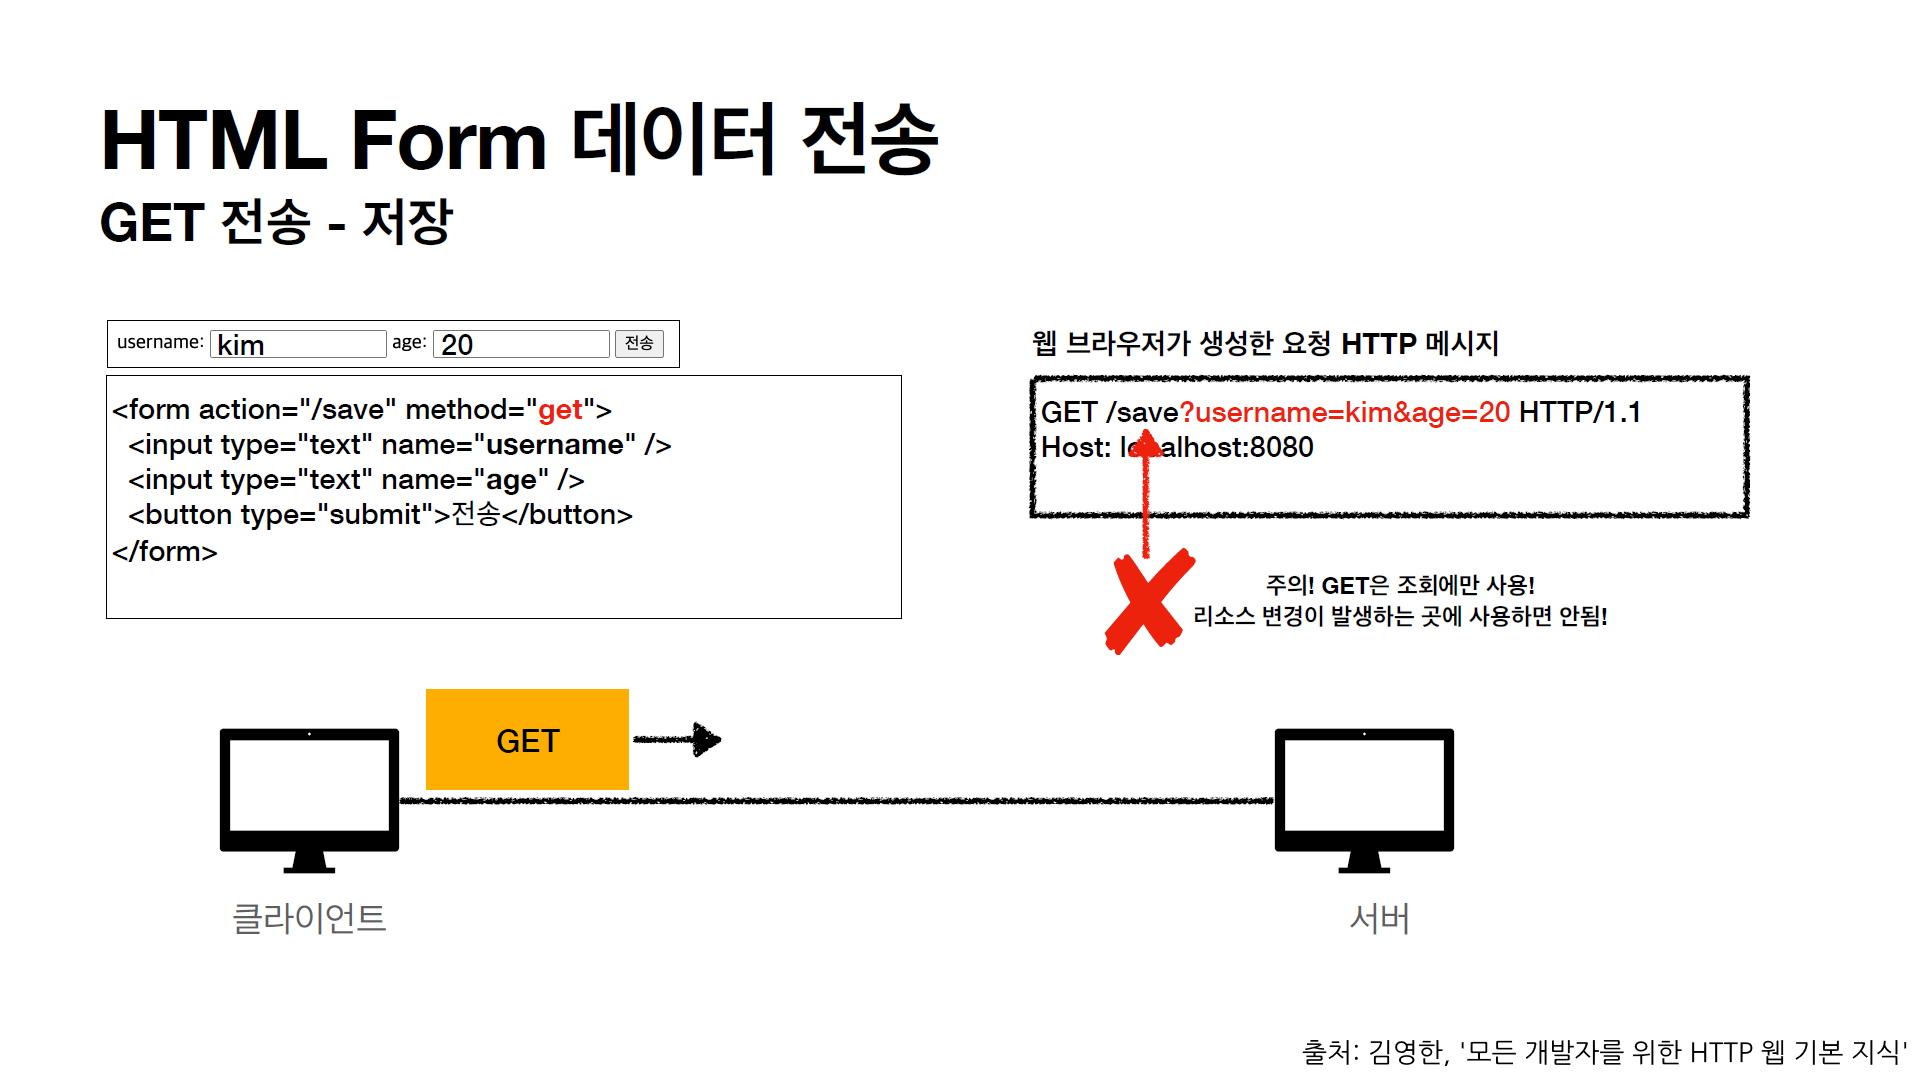 HTML Form 데이터 전송
GET 전송 - 저장
username: kim age: 20 전송
<form action="/save" method="get">
<input type="text" name="username" />
<input type="text" name="age" />
<button type="submit">전송</button>
</form>
웹 브라우저가 생성한 요청 HTTP 메시지
GET /save?username=kim&age=20 HTTP/1.1
Host: localhost:8080
주의! GET은 조회에만 사용!
리소스 변경이 발생하는 곳에 사용하면 안됨!
GET
클라이언트
서버
출처: 김영한, '모든 개발자를 위한 HTTP 웹 기본 지식'